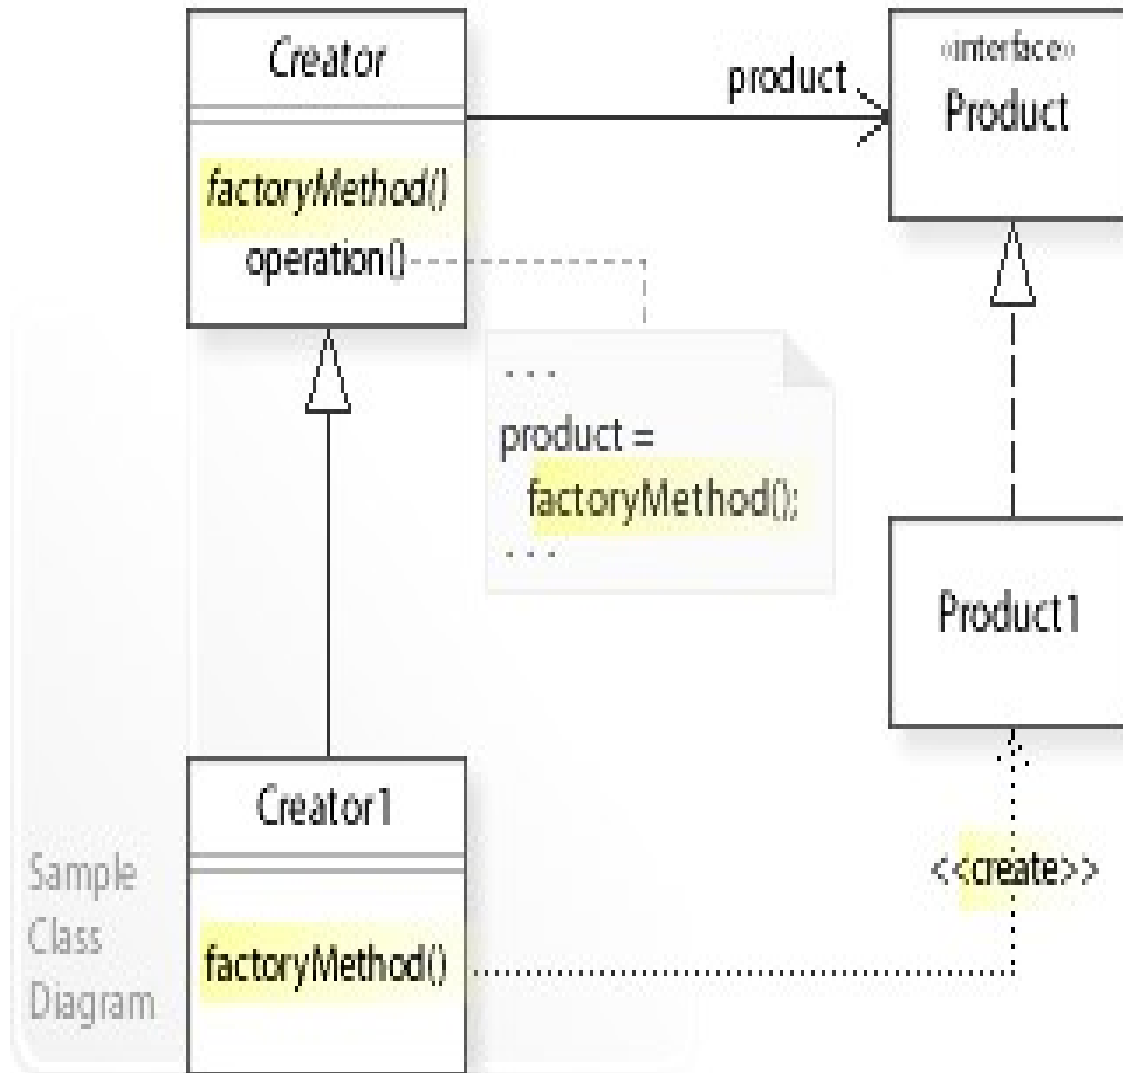 Creator
factoryMethod()
operation()
product
«interface»
Product
. . .
product =
factoryMethod();
. . .
Product1
Creator1
factoryMethod()
<<create>>
Sample
Class
Diagram